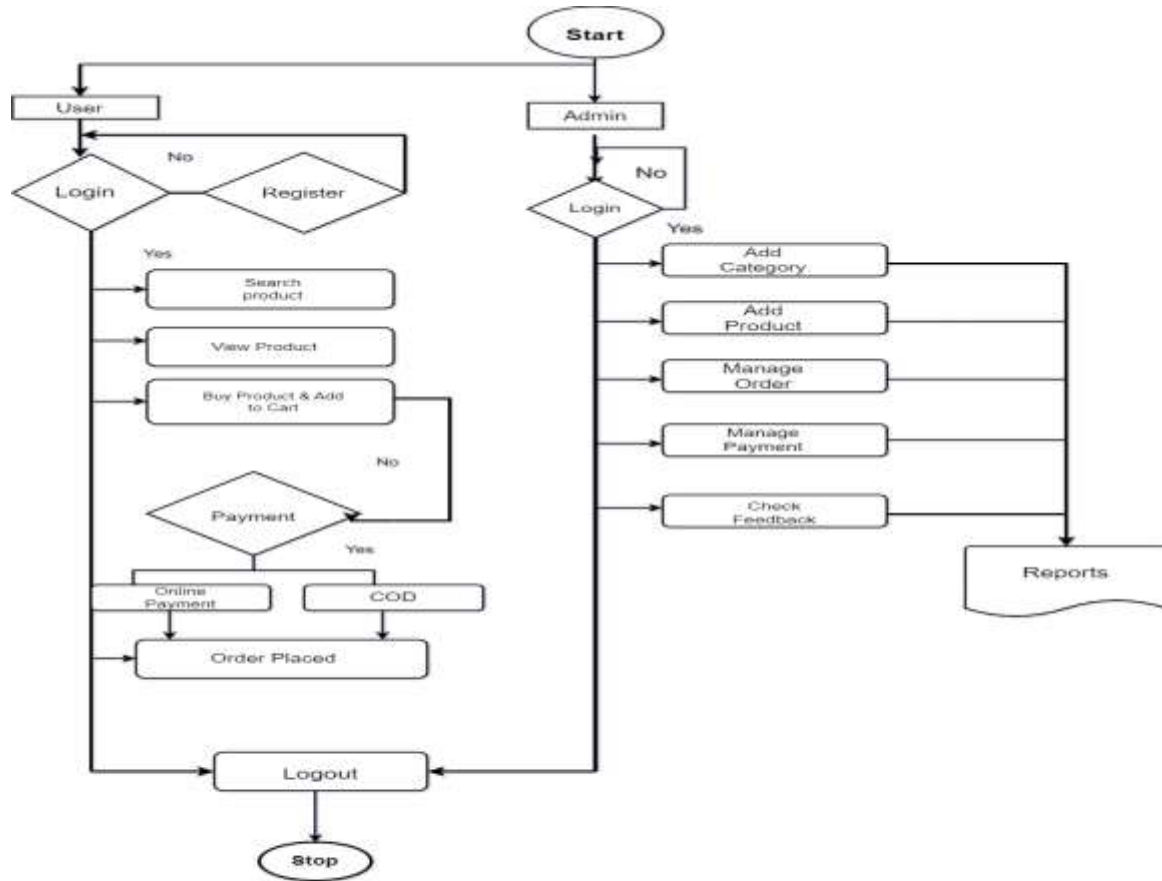 Start
User
Admin
No
Login
Register
No
Login
Yes
Yes
Search
product
View Product
Buy Product & Add
to Cart
No
Payment
Yes
Online
Payment
COD
Order Placed
Add
Category
Add
Product
Manage
Order
Manage
Payment
Check
Feedback
Reports
Logout
Stop